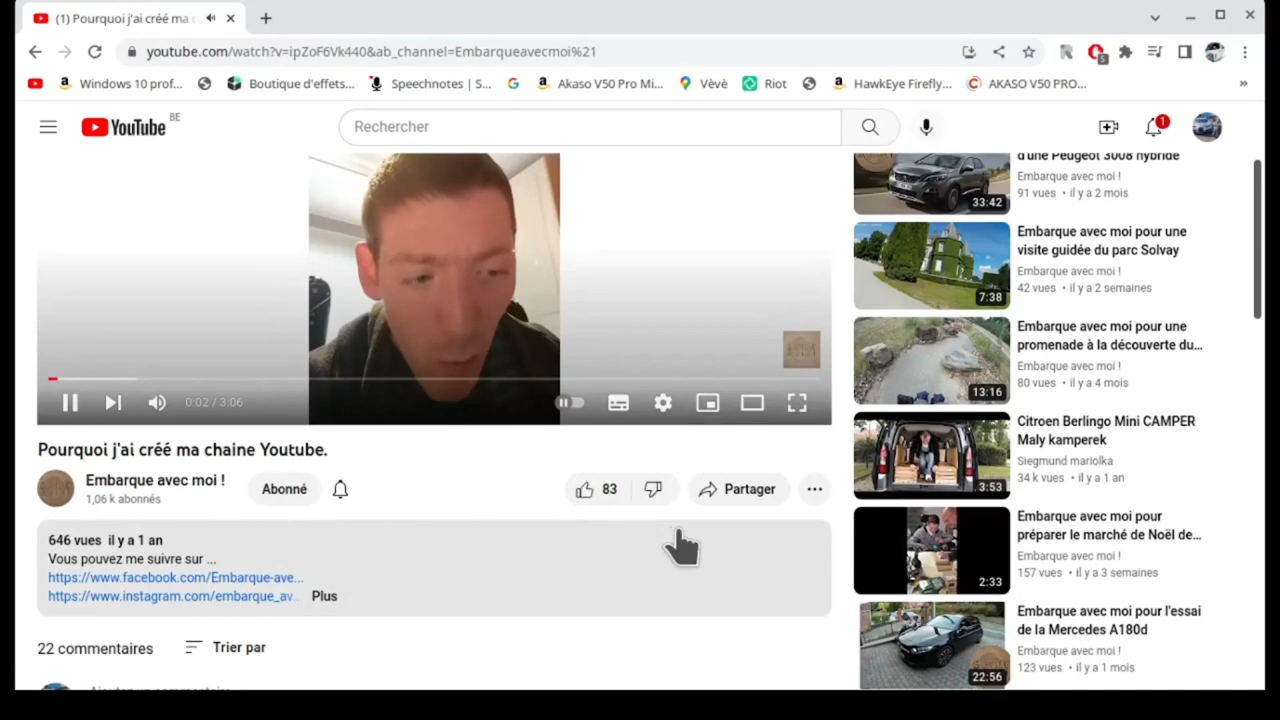 (1) Pourquoi j'ai créé ma c
youtube.com/watch?v=ipZoF6Vk440&ab_channel=Embarqueavecmoi%21
5
Windows 10 prof...
Boutique d'effets...
Speechnotes | S...
Akaso V50 Pro Mi...
Vèvè
Riot
HawkEye Firefly...
AKASO V50 PRO...
»
YouTube BE
Rechercher
1
0:02 / 3:06
Pourquoi j'ai créé ma chaine Youtube.
Embarque avec moi !
1,06 k abonnés
Abonné
83
Partager
646 vues il y a 1 an
Vous pouvez me suivre sur ...
https://www.facebook.com/Embarque-ave...
https://www.instagram.com/embarque_av... Plus
22 commentaires
Trier par
Ajoutez un commentaire
d'une Peugeot 3008 hybride
Embarque avec moi !
91 vues • il y a 2 mois
33:42
Embarque avec moi pour une
visite guidée du parc Solvay
Embarque avec moi !
42 vues • il y a 2 semaines
7:38
Embarque avec moi pour une
promenade à la découverte du...
Embarque avec moi !
80 vues • il y a 4 mois
13:16
Citroen Berlingo Mini CAMPER
Maly kamperek
Siegmund mariolka
34 k vues • il y a 1 an
3:53
Embarque avec moi pour
préparer le marché de Noël de...
Embarque avec moi !
157 vues • il y a 3 semaines
2:33
Embarque avec moi pour l'essai
de la Mercedes A180d
Embarque avec moi !
123 vues • il y a 1 mois
22:56